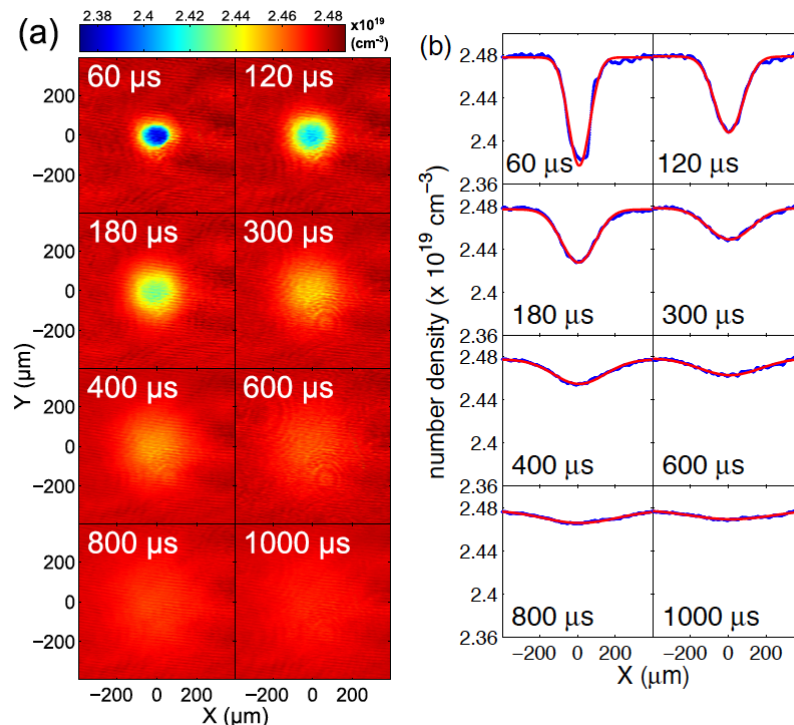 (a)
2.38 2.4 2.42 2.44 2.46 2.48
x10¹⁹
(cm⁻³)
60 µs 120 µs
200
0
−200
180 µs 300 µs
200
0
−200
400 µs 600 µs
200
0
−200
800 µs 1000 µs
200
0
−200
−200 0 200 −200 0 200
X (µm)
Y (µm)
(b)
2.48
2.44
2.4
2.36
60 µs 120 µs
2.48
2.44
2.4
2.36
180 µs 300 µs
2.48
2.44
2.4
2.36
400 µs 600 µs
2.48
2.44
2.4
2.36
800 µs 1000 µs
−200 0 200 −200 0 200
X (µm)
number density (x 10¹⁹ cm⁻³)